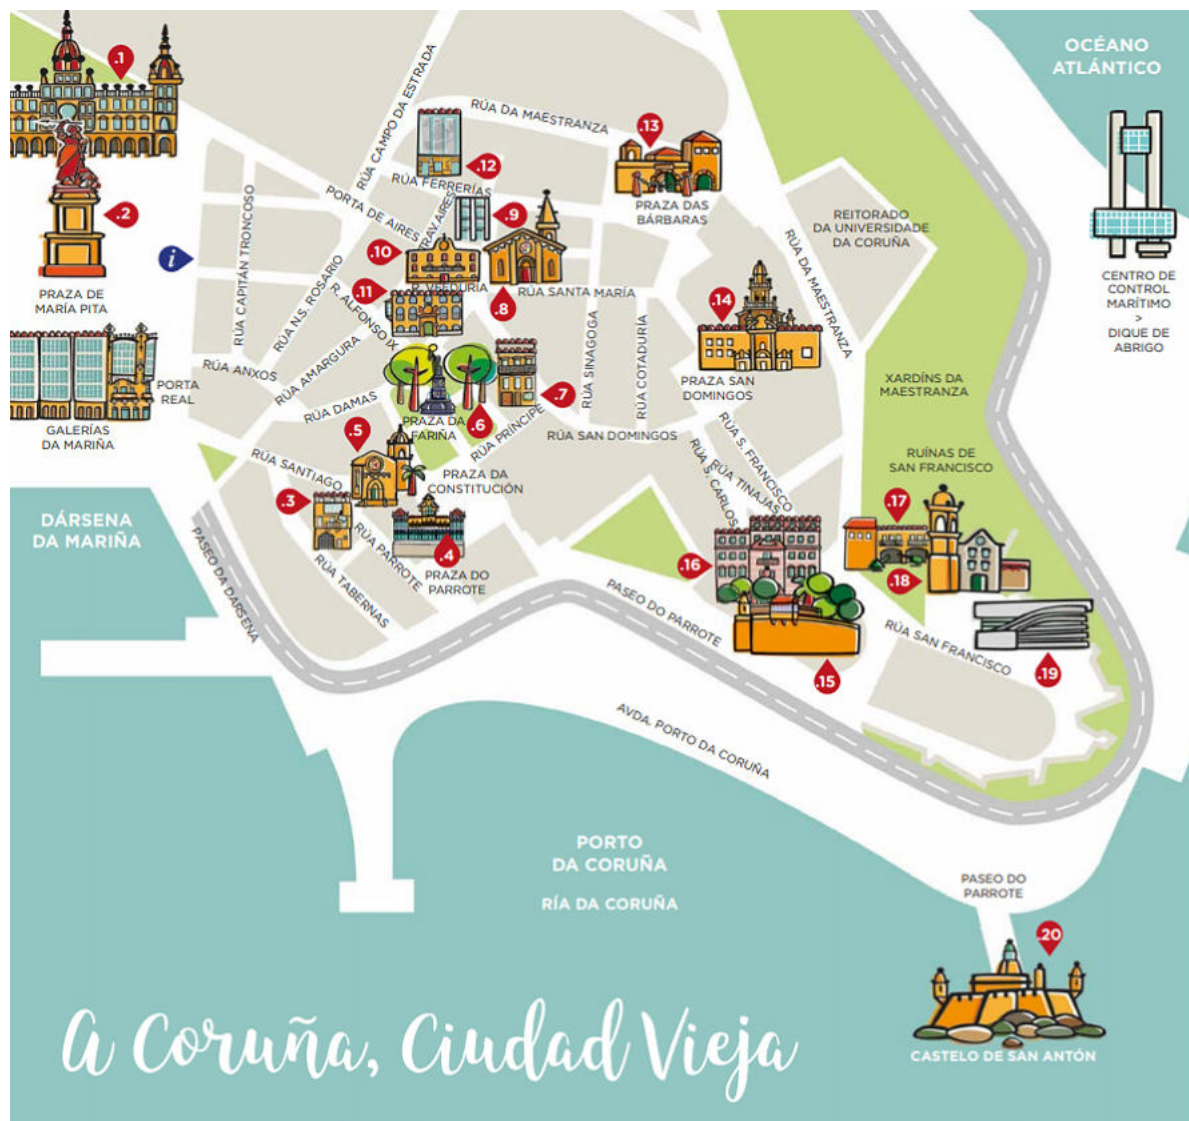 .1
OCÉANO
ATLÁNTICO
RÚA CAMPO DA ESTRADA
RÚA DA MAESTRANZA
.13
.12
RÚA FERRERÍAS
PORTA DE AIRES
TRAV. AIRES
.9
PRAZA DAS
BÁRBARAS
REITORADO
DA UNIVERSIDADE
DA CORUÑA
.2
RÚA CAPITÁN TRONCOSO
i
.10
R. VEEDURÍA
RÚA DA MAESTRANZA
CENTRO DE
CONTROL
MARÍTIMO
>
DIQUE DE
ABRIGO
PRAZA DE
MARÍA PITA
RÚA N.S. ROSARIO
R. ALFONSO IX
.11
.8
RÚA SANTA MARÍA
.14
RÚA SINAGOGA
RÚA COTADURÍA
RÚA ANXOS
RÚA AMARGURA
PORTA
REAL
.7
PRAZA SAN
DOMINGOS
XARDÍNS DA
MAESTRANZA
RÚA DAMAS
PRAZA DA
FARIÑA
.6
RÚA PRÍNCIPE
GALERÍAS
DA MARIÑA
.5
RÚA SAN DOMINGOS
RÚA S. FRANCISCO
RÚA TINAJAS
RÚA S. CARLOS
RUÍNAS DE
SAN FRANCISCO
RÚA SANTIAGO
PRAZA DA
CONSTITUCIÓN
.3
.17
DÁRSENA
DA MARIÑA
PASEO DA DÁRSENA
RÚA PARROTE
.4
RÚA TABERNAS
PRAZA DO
PARROTE
.16
.18
PASEO DO PARROTE
RÚA SAN FRANCISCO
.15
.19
AVDA. PORTO DA CORUÑA
PORTO
DA CORUÑA
RÍA DA CORUÑA
PASEO DO
PARROTE
.20
A Coruña, Ciudad Vieja
CASTELO DE SAN ANTÓN